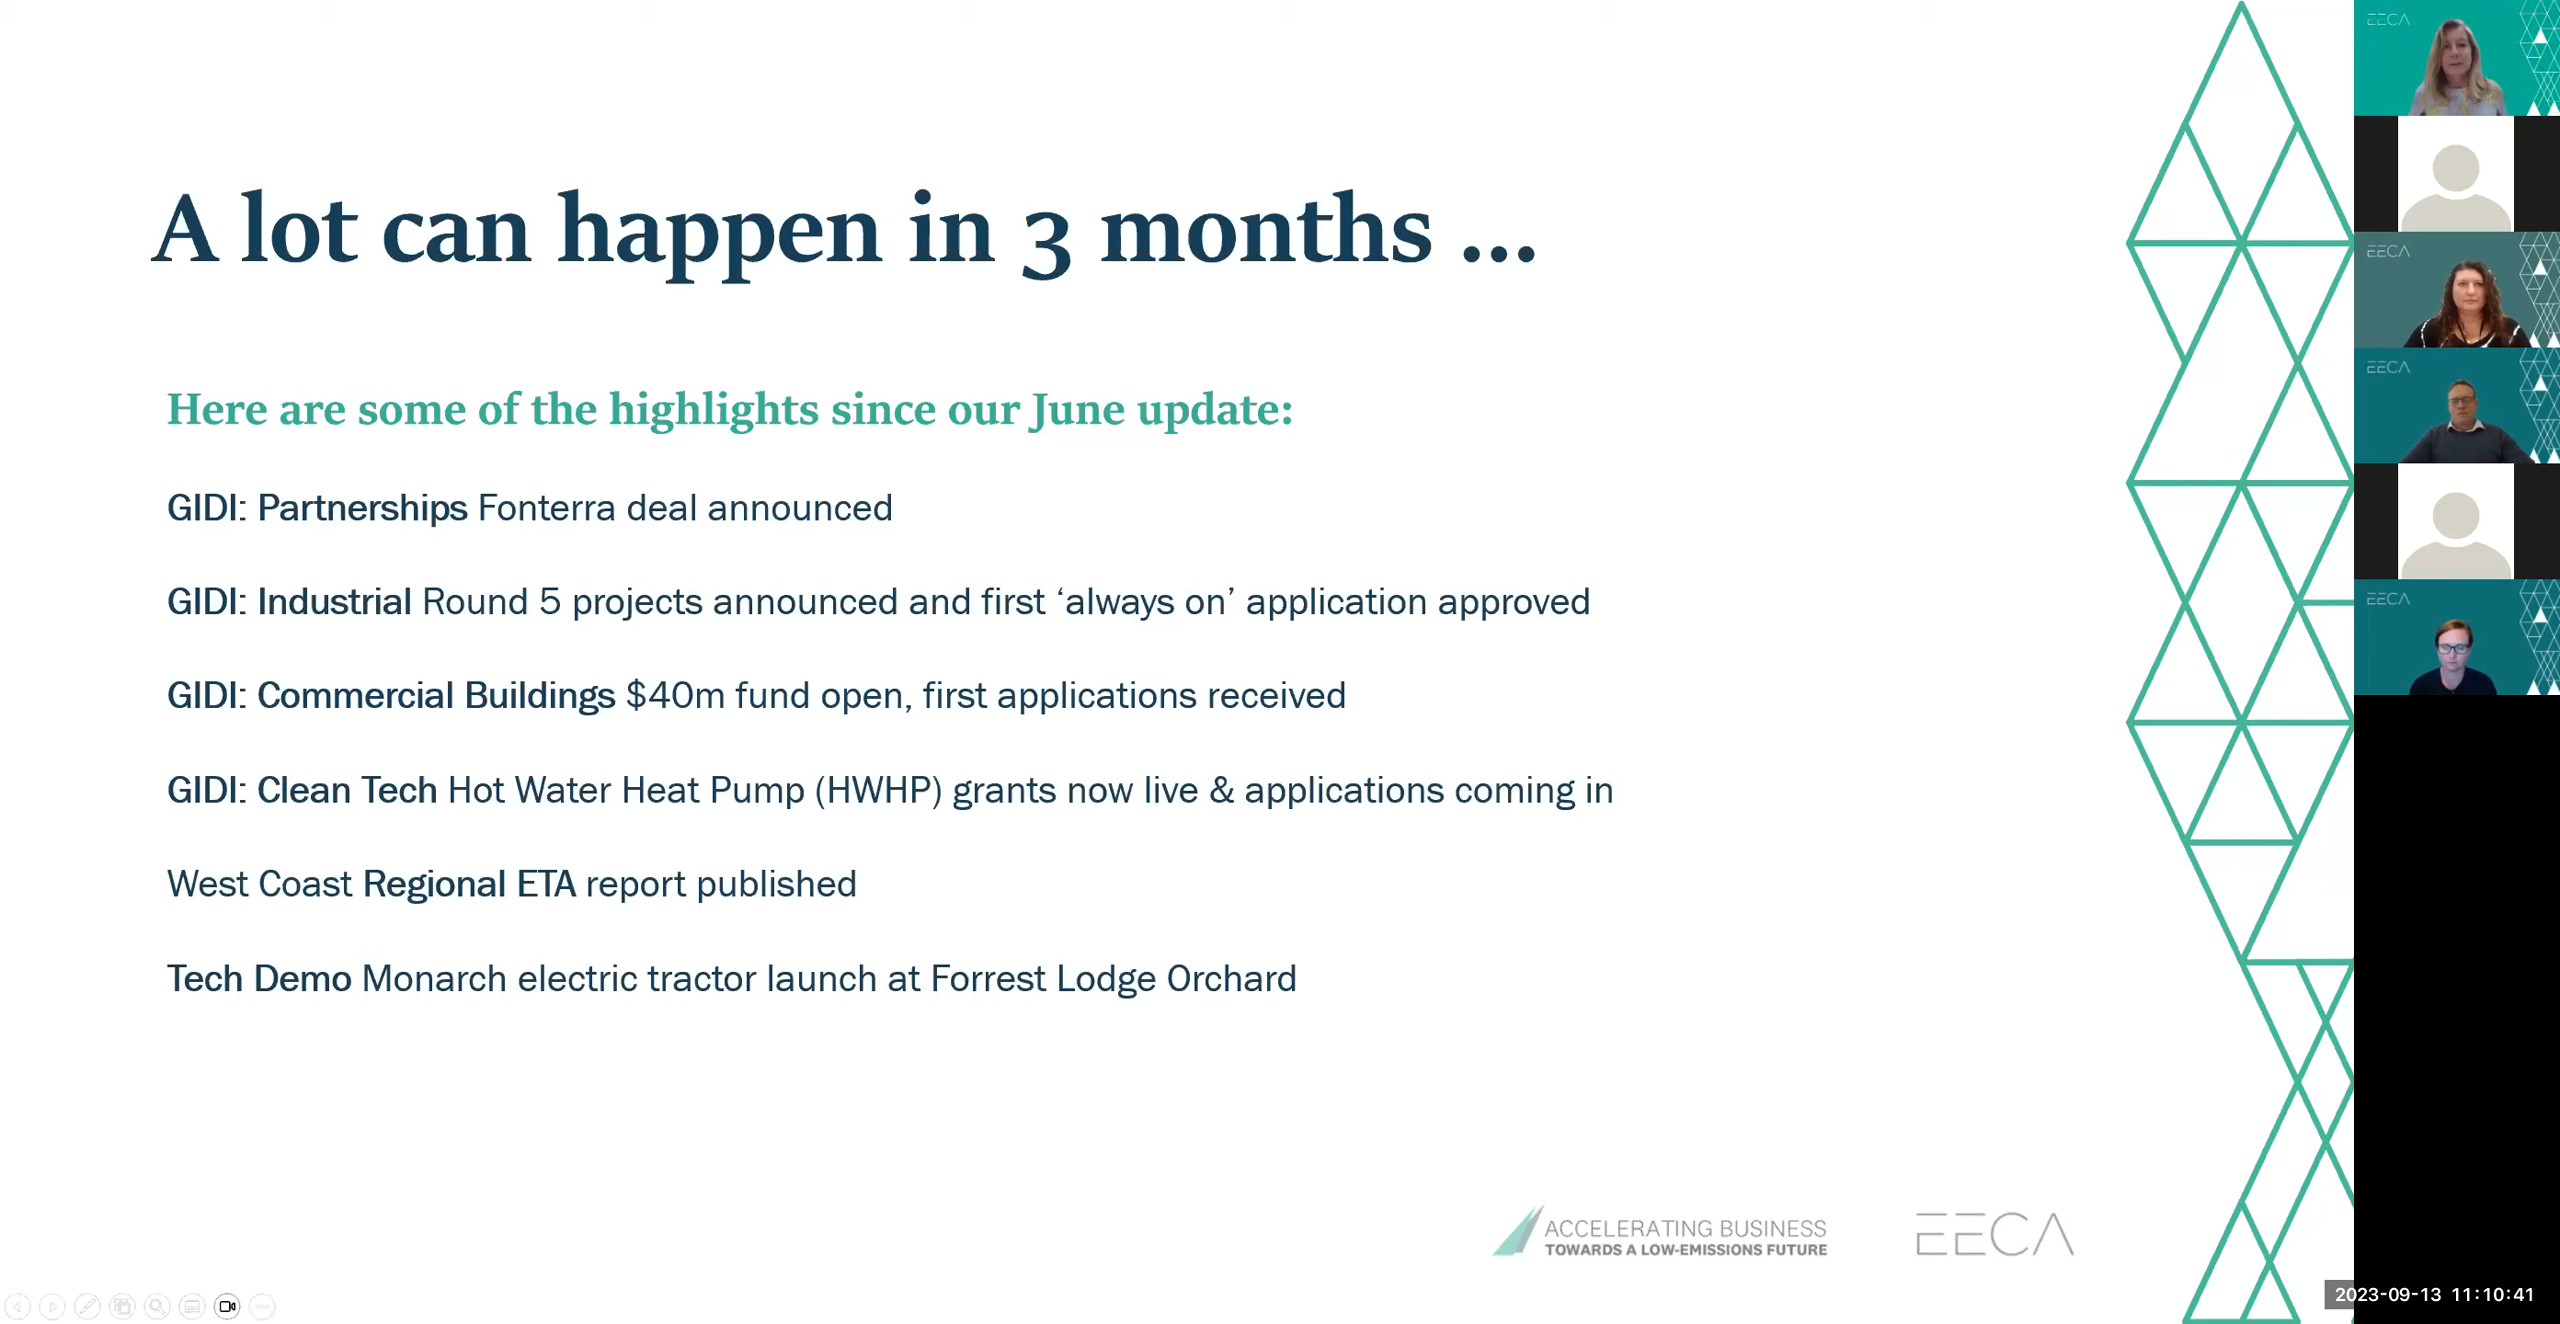 A lot can happen in 3 months ...
Here are some of the highlights since our June update:
GIDI: Partnerships Fonterra deal announced
GIDI: Industrial Round 5 projects announced and first ‘always on’ application approved
GIDI: Commercial Buildings $40m fund open, first applications received
GIDI: Clean Tech Hot Water Heat Pump (HWHP) grants now live & applications coming in
West Coast Regional ETA report published
Tech Demo Monarch electric tractor launch at Forrest Lodge Orchard
ACCELERATING BUSINESS
TOWARDS A LOW-EMISSIONS FUTURE
EECA
EECA
EECA
EECA
EECA
2023-09-13 11:10:41